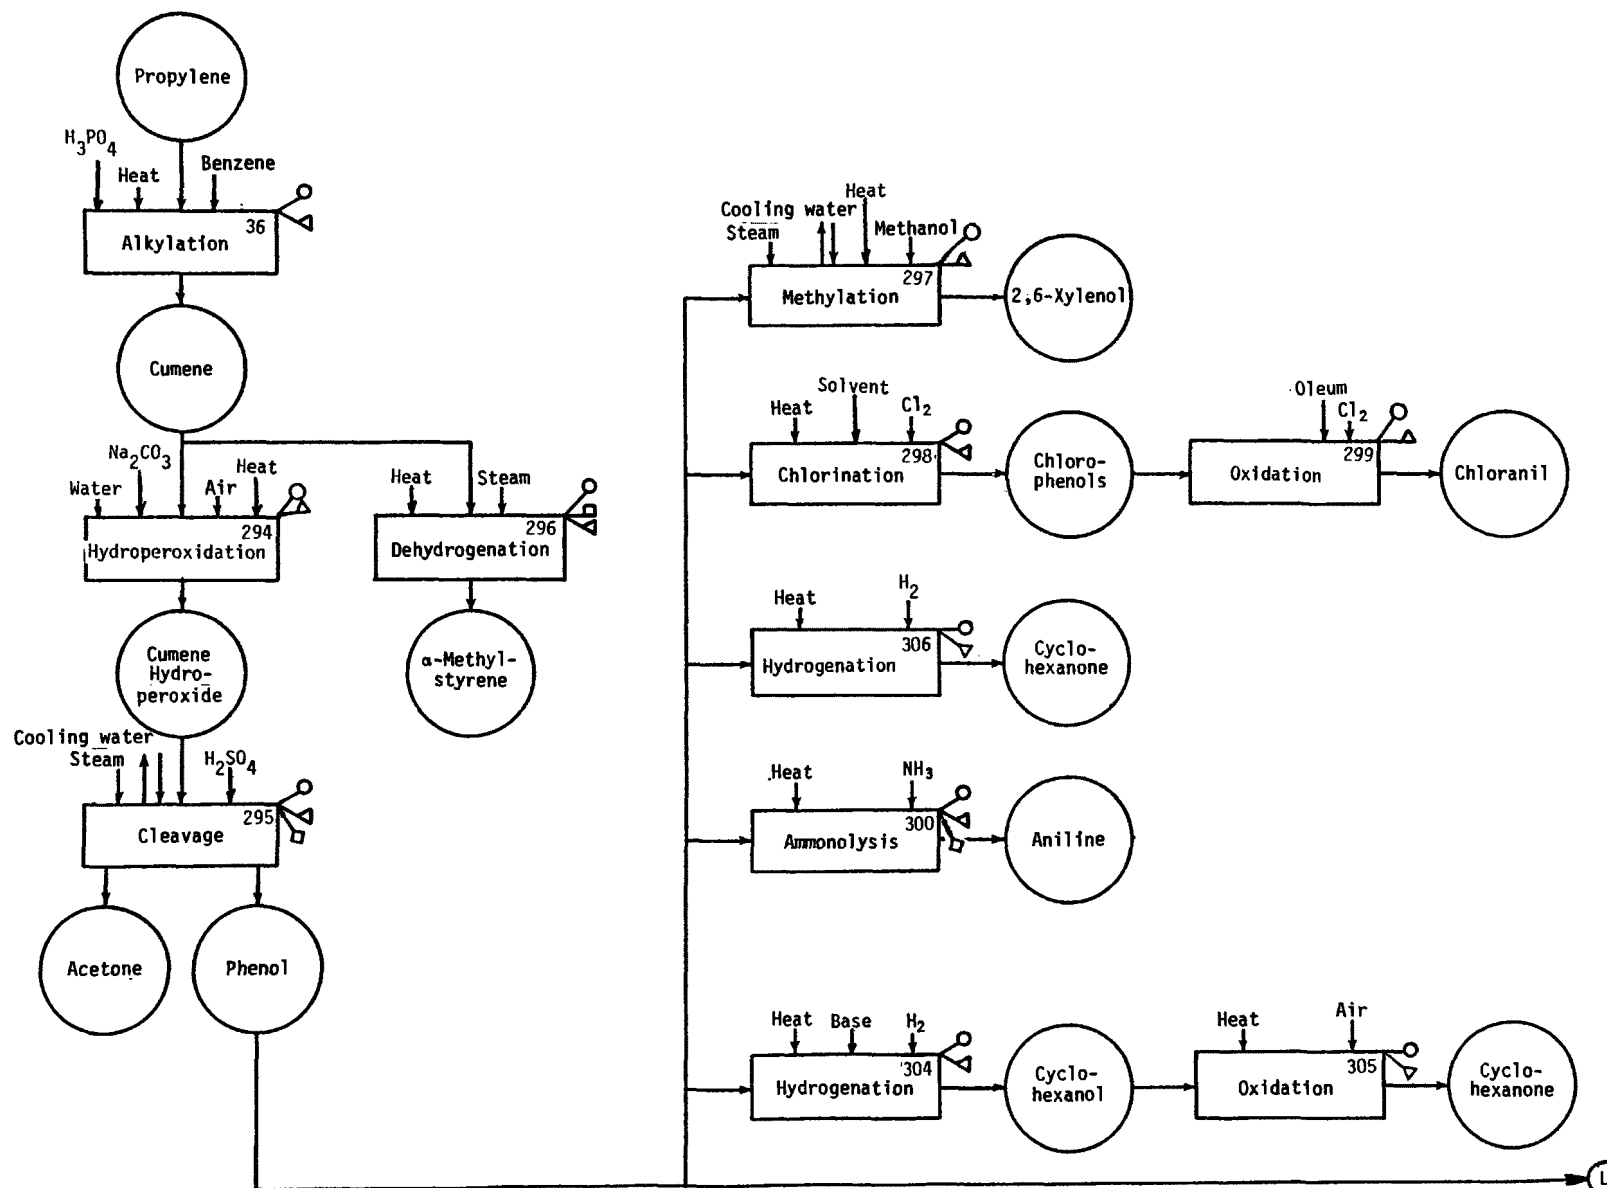 Propylene
H3PO4
Heat
Benzene
36
Alkylation
Cumene
Na2CO3
Water
Air
Heat
294
Hydroperoxidation
Heat
Steam
296
Dehydrogenation
Cumene
Hydro-
peroxide
α-Methyl-
styrene
Cooling water
Steam
H2SO4
295
Cleavage
Acetone
Phenol
Heat
Cooling water
Steam
Methanol
297
Methylation
2,6-Xylenol
Solvent
Heat
Cl2
298
Chlorination
Chloro-
phenols
Oleum
Cl2
299
Oxidation
Chloranil
Heat
H2
306
Hydrogenation
Cyclo-
hexanone
Heat
NH3
300
Ammonolysis
Aniline
Heat
Base
H2
304
Hydrogenation
Cyclo-
hexanol
Heat
Air
305
Oxidation
Cyclo-
hexanone
L